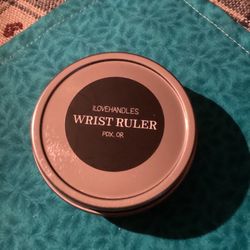 iLOVEHANDLES
WRIST RULER
PDX, OR